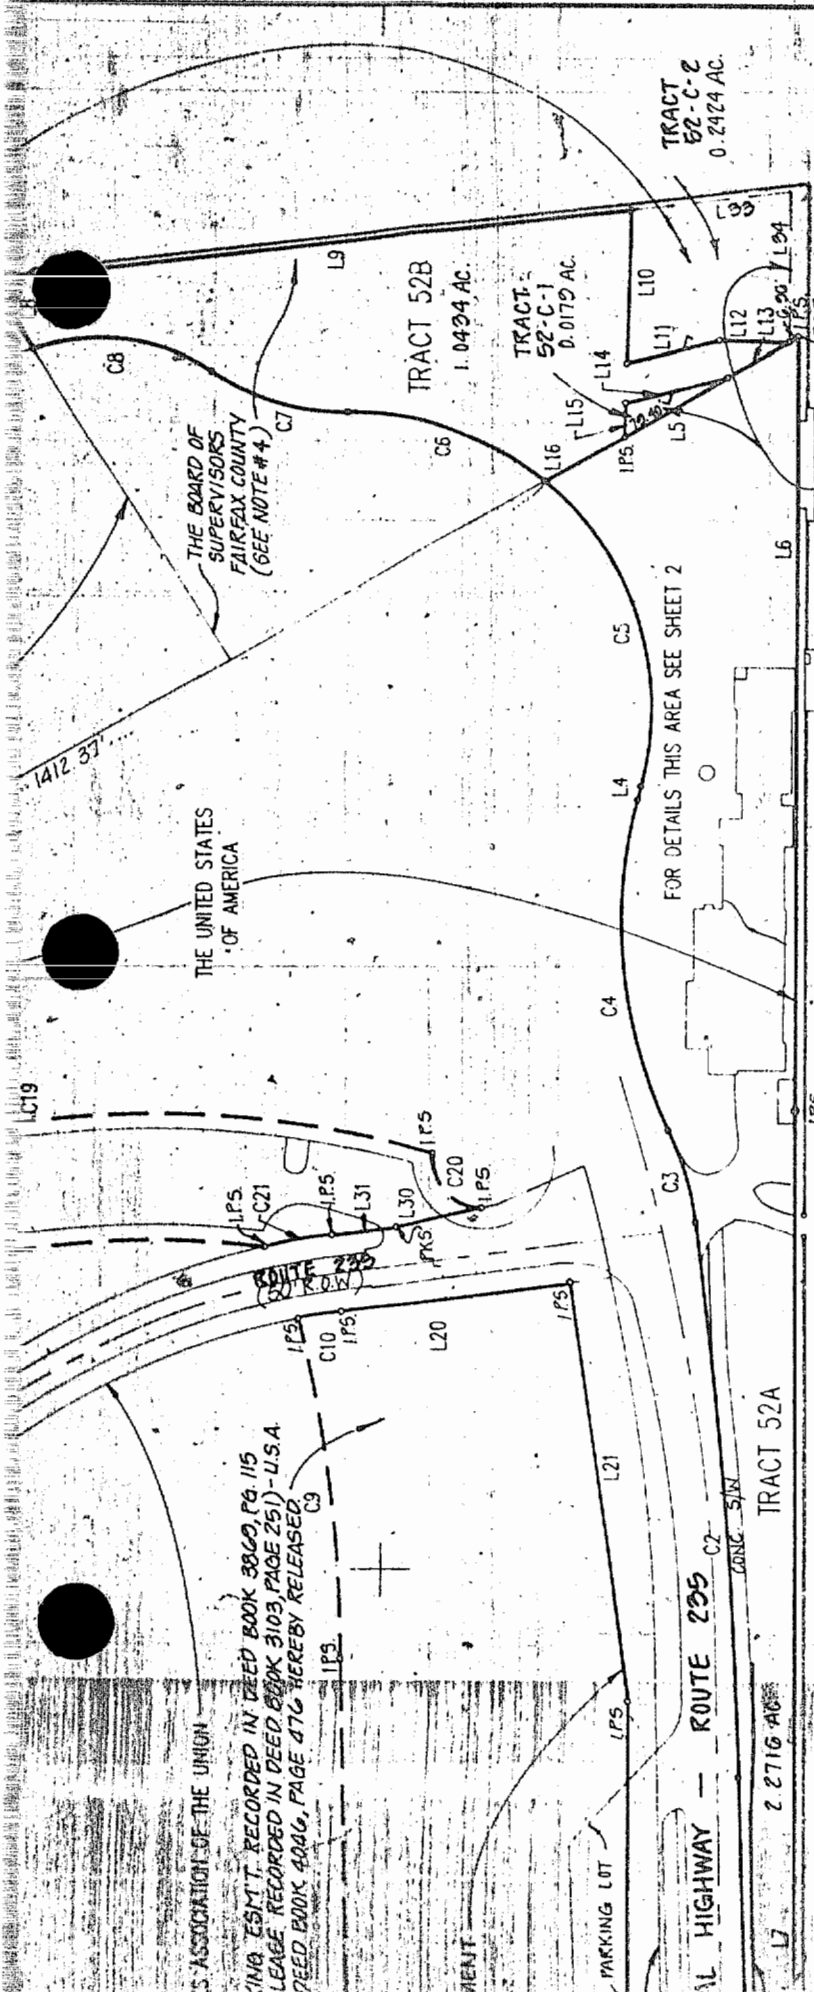 TRACT
52-C-2
0.2424 AC.
L33
L34
L9
L10
TRACT 52B
1.0434 AC.
TRACT
52-C-1
0.0179 AC.
L11
L12
L13
I.P.S.
L14
L15
L5
I.P.S.
L16
C8
C7
C6
THE BOARD OF
SUPERVISORS
FAIRFAX COUNTY
(SEE NOTE #4)
L6
C5
FOR DETAILS THIS AREA SEE SHEET 2
1412.37'
L4
THE UNITED STATES
OF AMERICA
C4
C19
I.P.S
C20
I.P.S.
C3
I.P.S.
C21
I.P.S.
L31
L30
PKS
ROUTE 235
(50' R.O.W)
I.P.S.
C10
I.P.S.
L20
I.P.S
L21
C9
I.P.S.
TRACT 52A
2.2716 AC
C2
CONC. S/W
KING ESM'T. RECORDED IN DEED BOOK 3869, PG. 115
LEASE RECORDED IN DEED BOOK 3103, PAGE 251)-U.S.A.
DEED BOOK 4046, PAGE 476 HEREBY RELEASED.
S ASSOCIATION OF THE UNION
I.P.S
MENT
PARKING LOT
AL HIGHWAY — ROUTE 235
L7